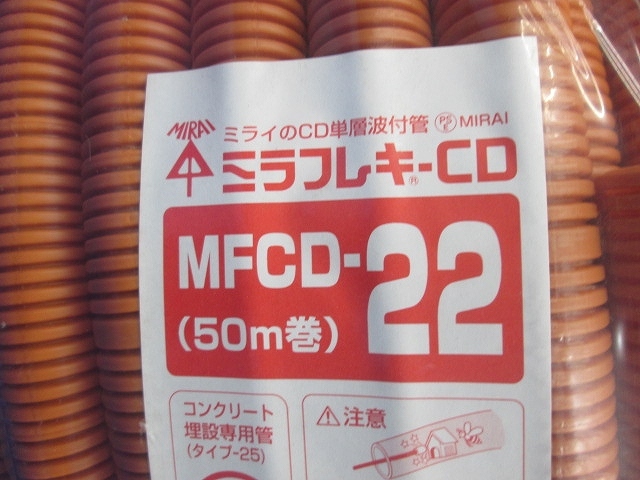 MIRAI
ミライのCD単層波付管 PS E MIRAI
ミラフレキ®-CD
MFCD-22
(50m巻)
コンクリート
埋設専用管
(タイプ-25)
⚠注意